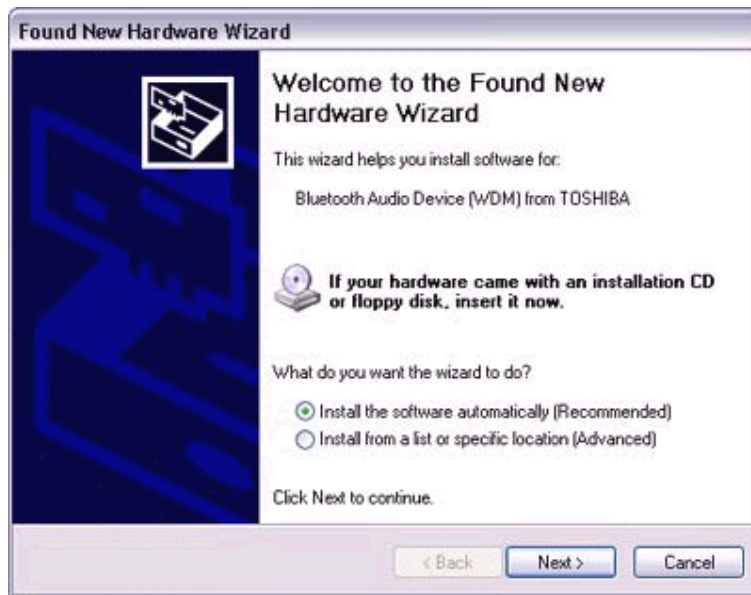 Found New Hardware Wizard
Welcome to the Found New
Hardware Wizard
This wizard helps you install software for:
Bluetooth Audio Device (WDM) from TOSHIBA
If your hardware came with an installation CD
or floppy disk, insert it now.
What do you want the wizard to do?
Install the software automatically (Recommended)
Install from a list or specific location (Advanced)
Click Next to continue.
< Back Next > Cancel